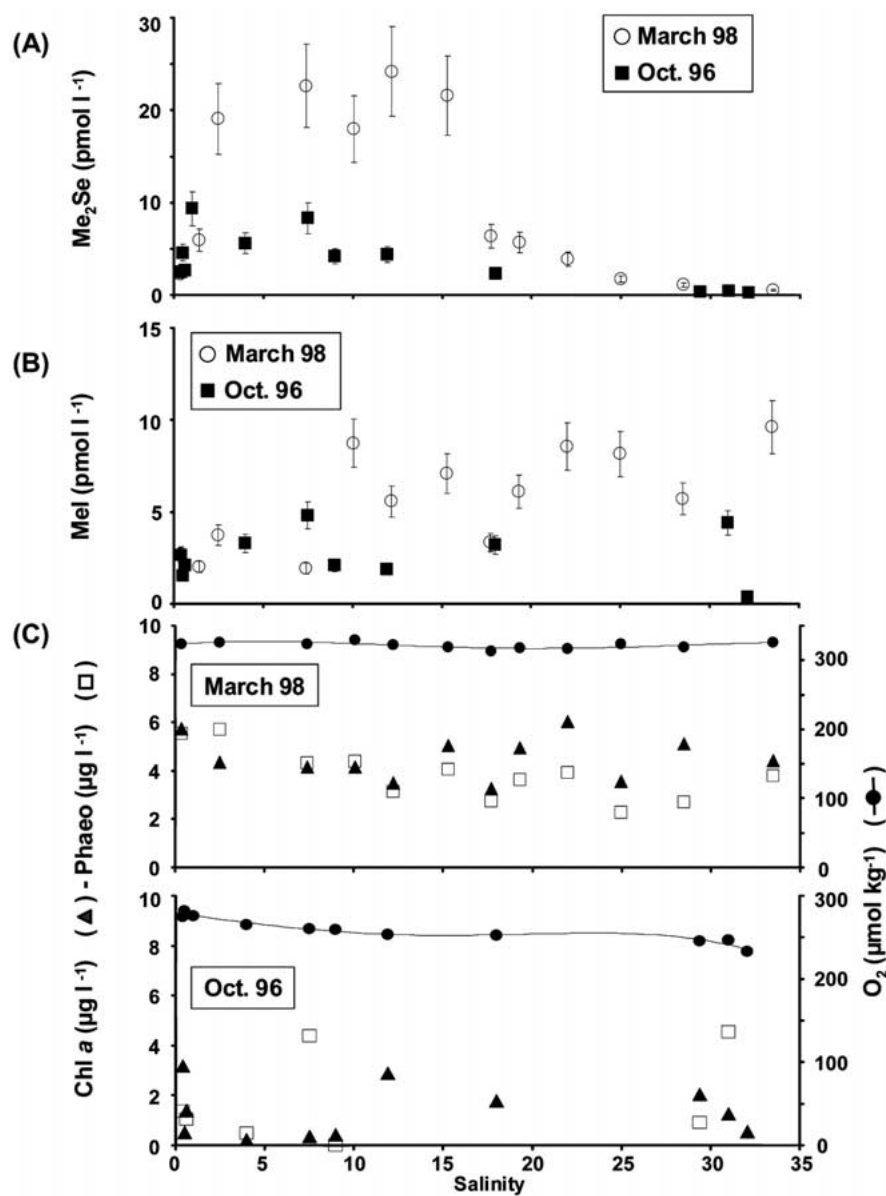 (A)
Me₂Se (pmol l⁻¹)
30
20
10
0
○ March 98
■ Oct. 96
(B)
MeI (pmol l⁻¹)
15
10
5
0
○ March 98
■ Oct. 96
(C)
Chl a (µg l⁻¹) (▲) - Phaeo (µg l⁻¹) (□)
10
8
6
4
2
0
March 98
300
200
100
0
10
8
6
4
2
0
Oct. 96
300
200
100
0
O₂ (µmol kg⁻¹) (●)
0 5 10 15 20 25 30 35
Salinity